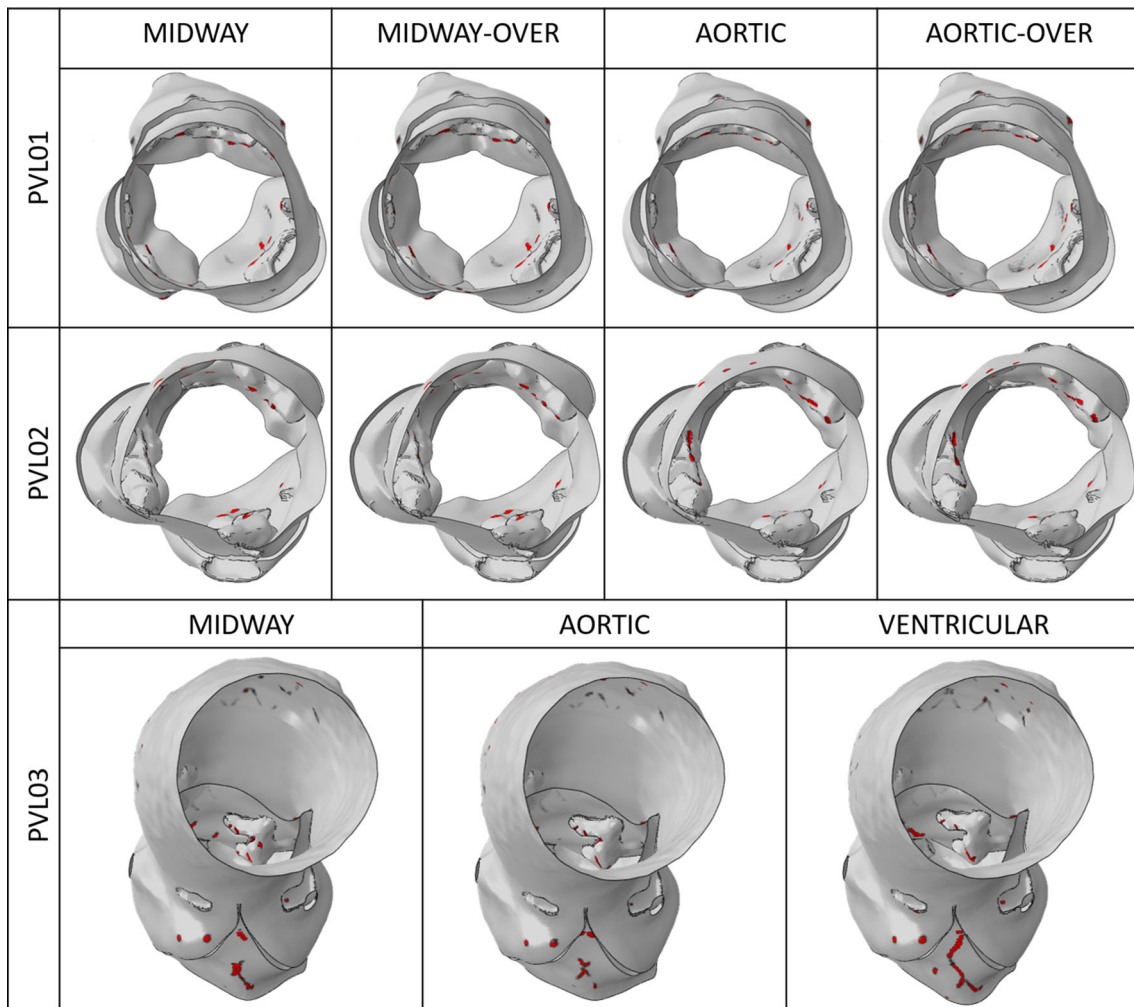 MIDWAY
MIDWAY-OVER
AORTIC
AORTIC-OVER
PVL01
PVL02
MIDWAY
AORTIC
VENTRICULAR
PVL03